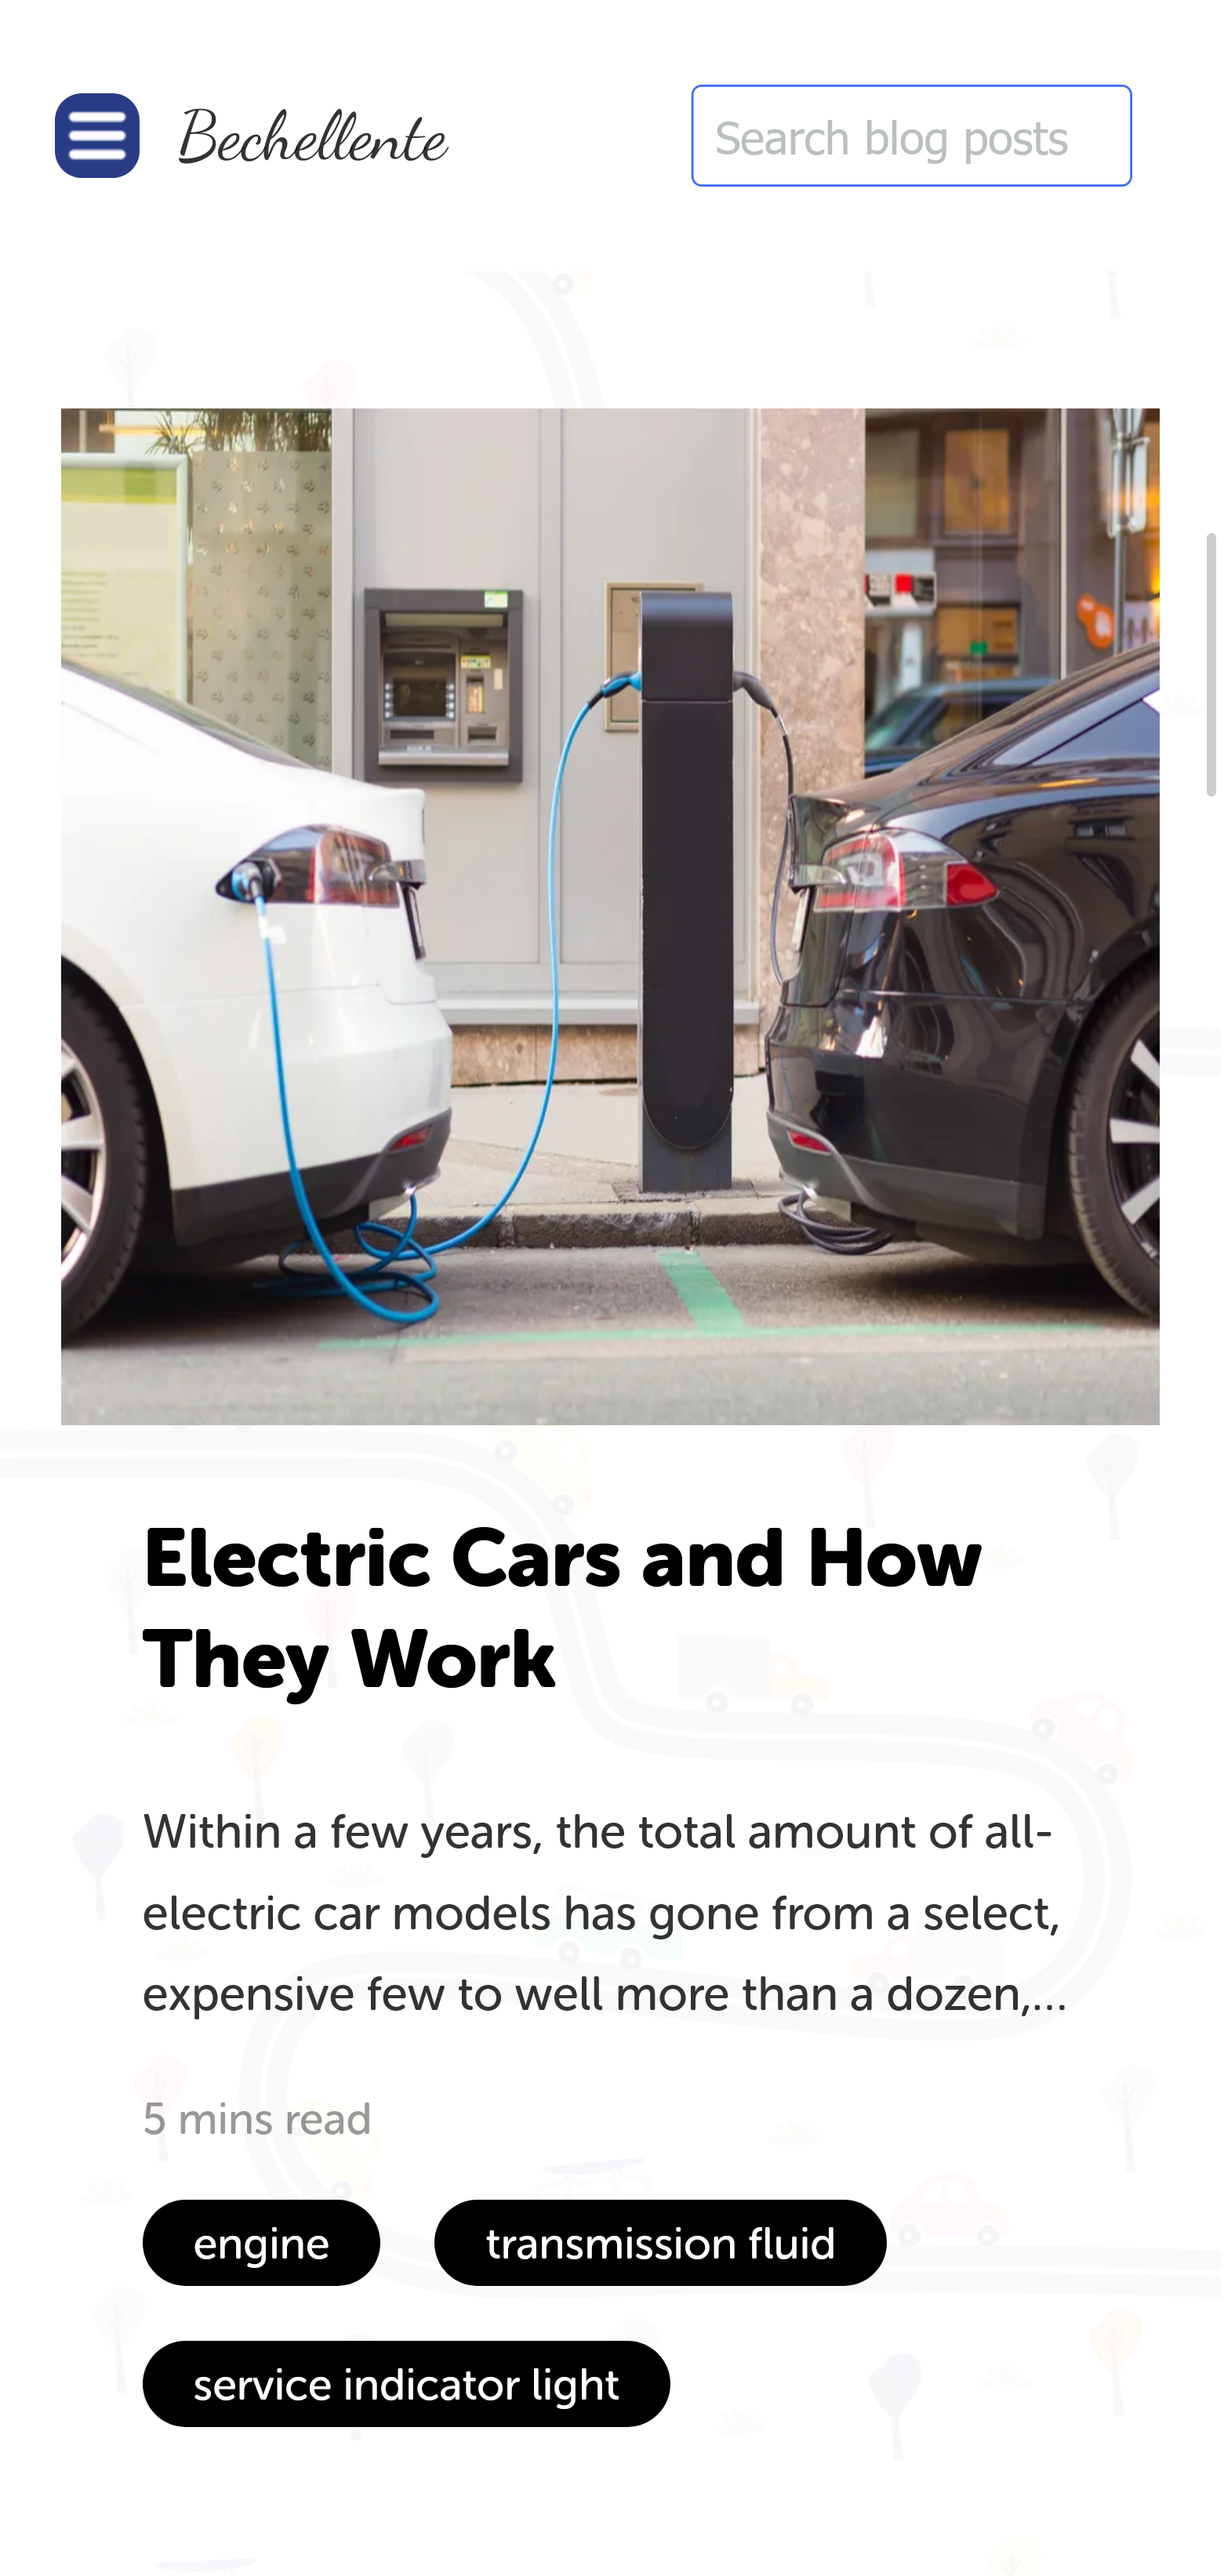 Bechellente
Search blog posts
Electric Cars and How
They Work
Within a few years, the total amount of all-
electric car models has gone from a select,
expensive few to well more than a dozen,...
5 mins read
engine
transmission fluid
service indicator light